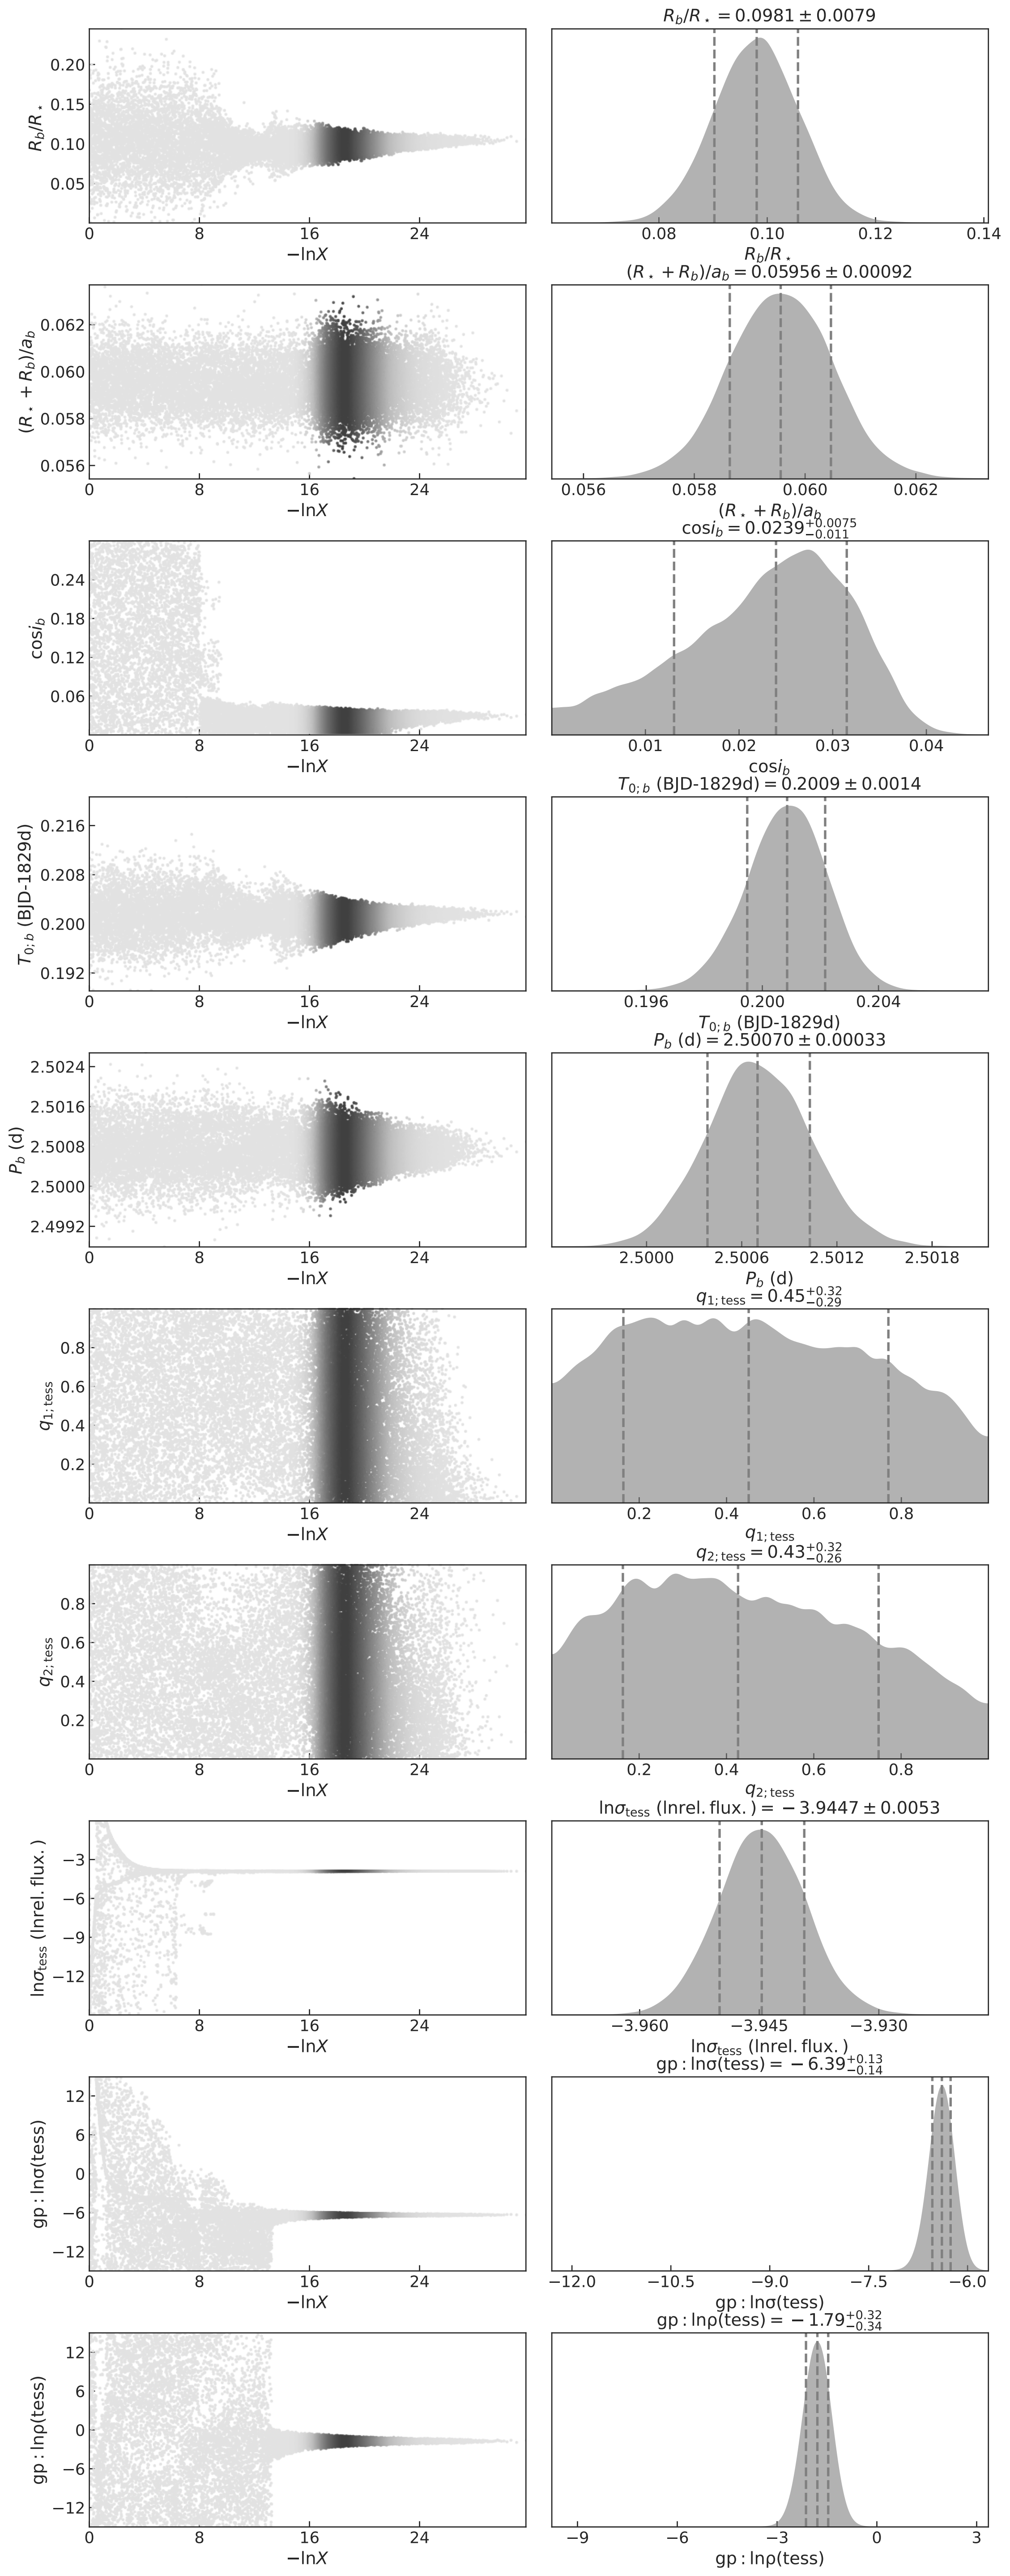 R_b/R⋆ = 0.0981 ± 0.0079
R_b/R⋆
0.20
0.15
0.10
0.05
0 8 16 24
−lnX
0.08 0.10 0.12 0.14
R_b/R⋆
(R⋆ + R_b)/a_b = 0.05956 ± 0.00092
(R⋆ + R_b)/a_b
0.062
0.060
0.058
0.056
0 8 16 24
−lnX
0.056 0.058 0.060 0.062
(R⋆ + R_b)/a_b
cosi_b = 0.0239^{+0.0075}_{−0.011}
cosi_b
0.24
0.18
0.12
0.06
0 8 16 24
−lnX
0.01 0.02 0.03 0.04
cosi_b
T_{0;b} (BJD-1829d) = 0.2009 ± 0.0014
T_{0;b} (BJD-1829d)
0.216
0.208
0.200
0.192
0 8 16 24
−lnX
0.196 0.200 0.204
T_{0;b} (BJD-1829d)
P_b (d) = 2.50070 ± 0.00033
P_b (d)
2.5024
2.5016
2.5008
2.5000
2.4992
0 8 16 24
−lnX
2.5000 2.5006 2.5012 2.5018
P_b (d)
q_{1;tess} = 0.45^{+0.32}_{−0.29}
q_{1;tess}
0.8
0.6
0.4
0.2
0 8 16 24
−lnX
0.2 0.4 0.6 0.8
q_{1;tess}
q_{2;tess} = 0.43^{+0.32}_{−0.26}
q_{2;tess}
0.8
0.6
0.4
0.2
0 8 16 24
−lnX
0.2 0.4 0.6 0.8
q_{2;tess}
lnσ_{tess} (lnrel.flux.) = −3.9447 ± 0.0053
lnσ_{tess} (lnrel.flux.)
−3
−6
−9
−12
0 8 16 24
−lnX
−3.960 −3.945 −3.930
lnσ_{tess} (lnrel.flux.)
gp:lnσ(tess) = −6.39^{+0.13}_{−0.14}
gp:lnσ(tess)
12
6
0
−6
−12
0 8 16 24
−lnX
−12.0 −10.5 −9.0 −7.5 −6.0
gp:lnσ(tess)
gp:lnρ(tess) = −1.79^{+0.32}_{−0.34}
gp:lnρ(tess)
12
6
0
−6
−12
0 8 16 24
−lnX
−9 −6 −3 0 3
gp:lnρ(tess)